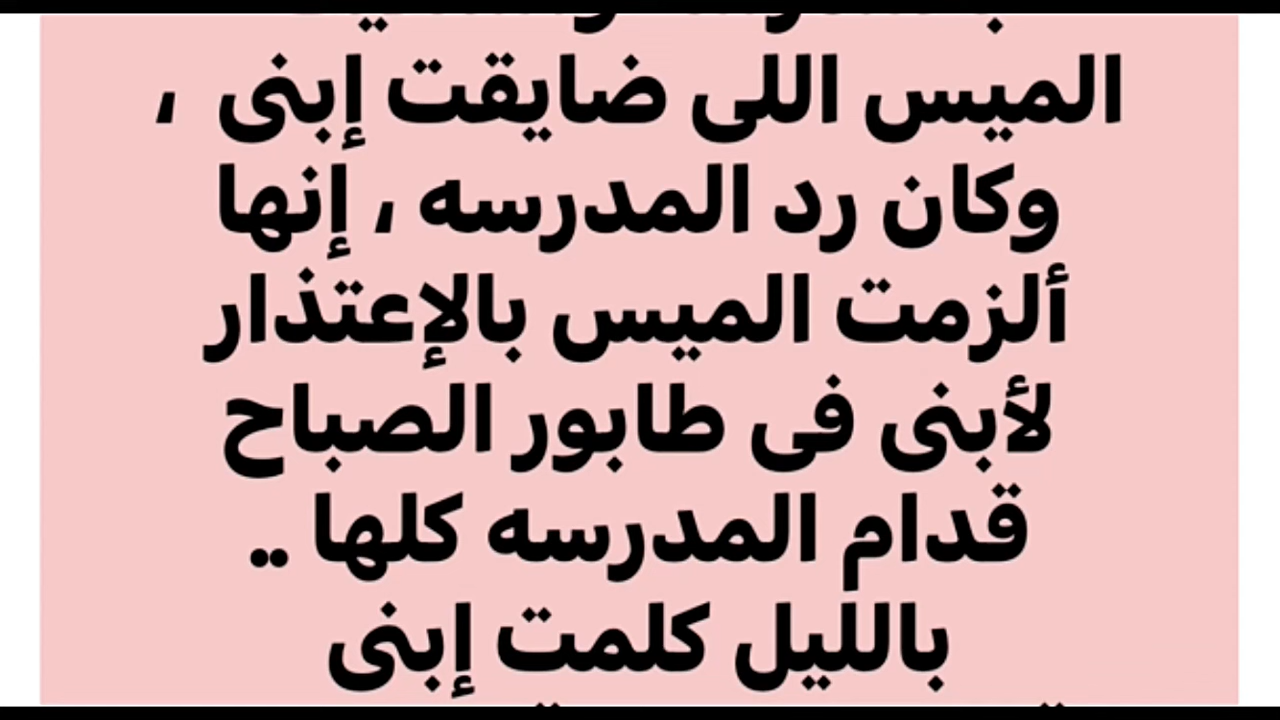 الميس اللى ضايقت إبنى ،
وكان رد المدرسه ، إنها
ألزمت الميس بالإعتذار
لأبنى فى طابور الصباح
قدام المدرسه كلها ..
بالليل كلمت إبنى